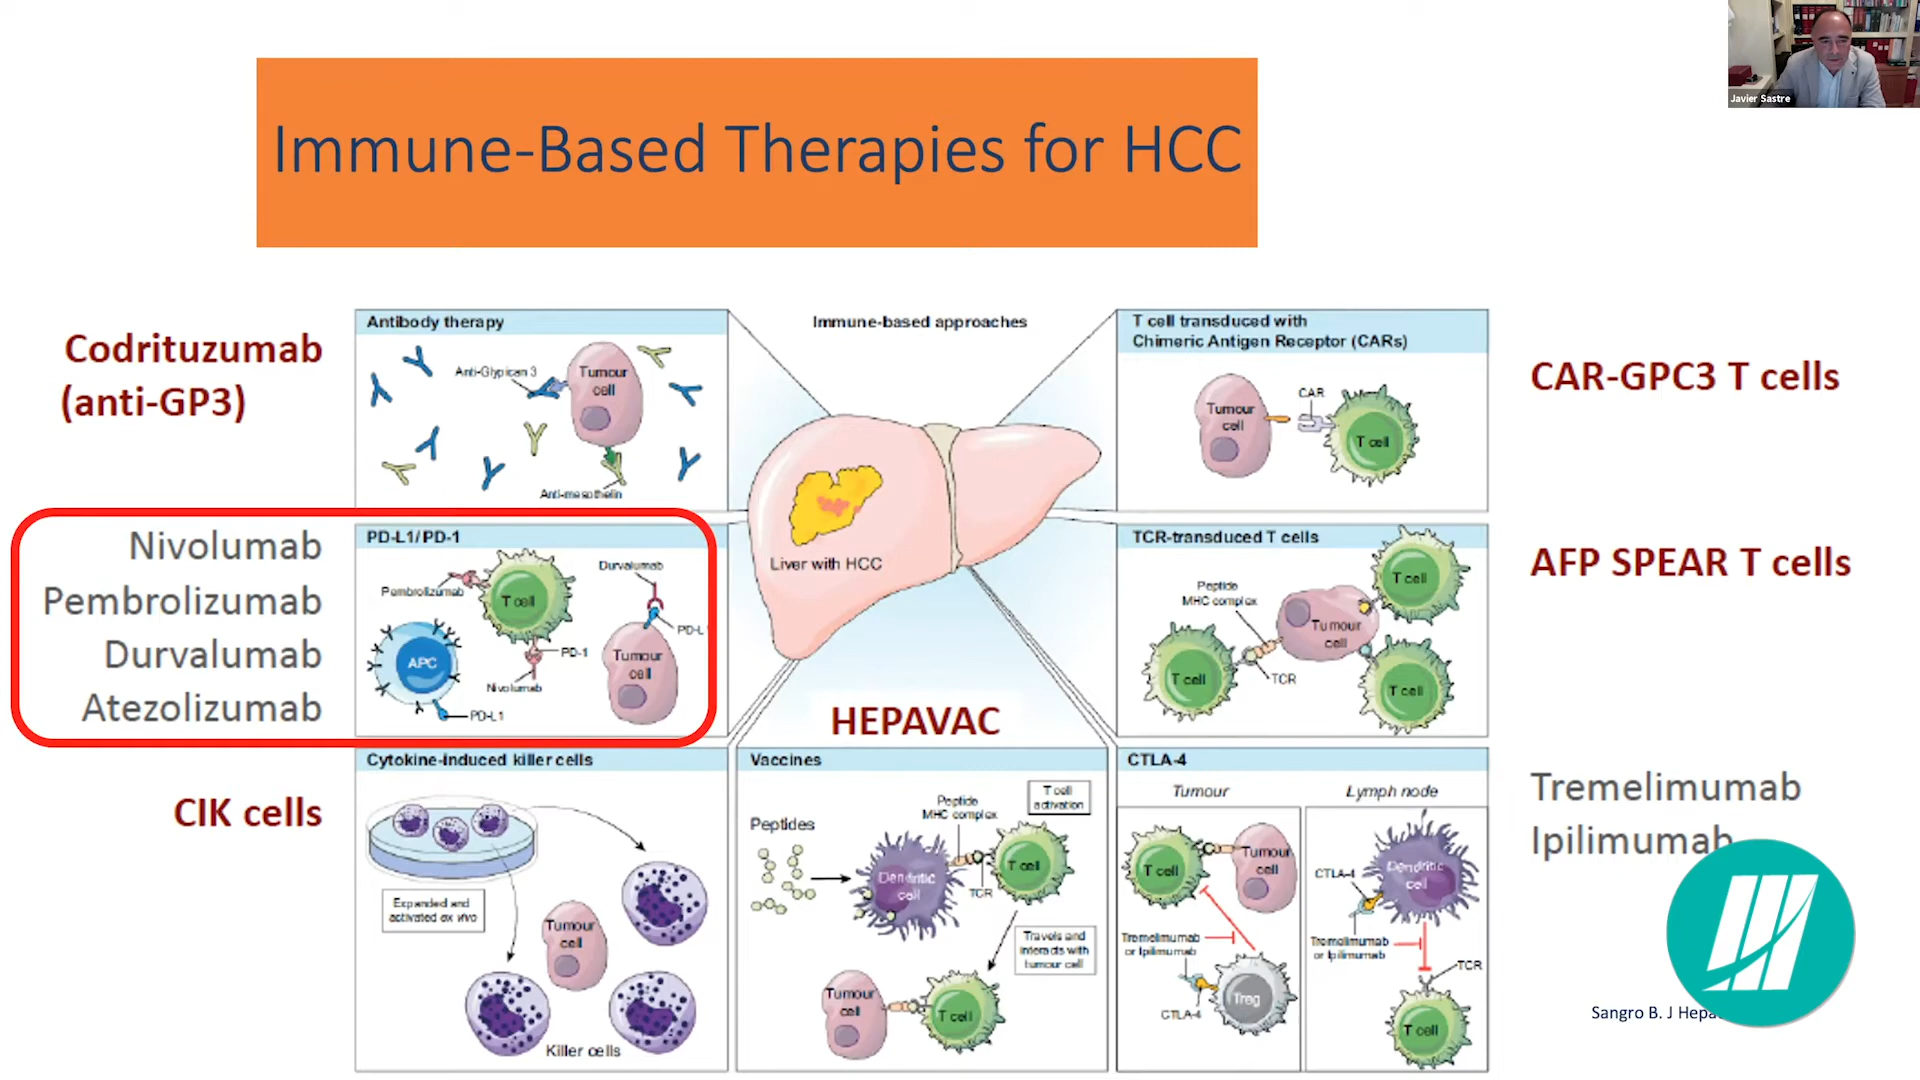 Javier Sastre
Immune-Based Therapies for HCC
Codrituzumab
(anti-GP3)
Antibody therapy
Anti-Glypican 3
Tumour
cell
Anti-mesothelin
Immune-based approaches
Liver with HCC
T cell transduced with
Chimeric Antigen Receptor (CARs)
Tumour
cell
CAR
T cell
CAR-GPC3 T cells
Nivolumab
Pembrolizumab
Durvalumab
Atezolizumab
PD-L1/PD-1
Pembrolizumab
T cell
Durvalumab
PD-L
APC
PD-1
Tumour
cell
Nivolumab
PD-L1
TCR-transduced T cells
Peptide
MHC complex
T cell
Tumour
cell
T cell
TCR
T cell
AFP SPEAR T cells
HEPAVAC
CIK cells
Cytokine-induced killer cells
Expanded and
activated ex vivo
Tumour
cell
Killer cells
Vaccines
Peptides
Peptide
MHC complex
T cell
activation
Dendritic
cell
T cell
TCR
Travels and
interacts with
tumour cell
Tumour
cell
T cell
CTLA-4
Tumour
Lymph node
T cell
Tumour
cell
Tremelimumab
or Ipilimumab
CTLA-4
Treg
CTLA-4
Dendritic
cell
Tremelimumab
or Ipilimumab
TCR
T cell
Tremelimumab
Ipilimumab
Sangro B. J Hepa